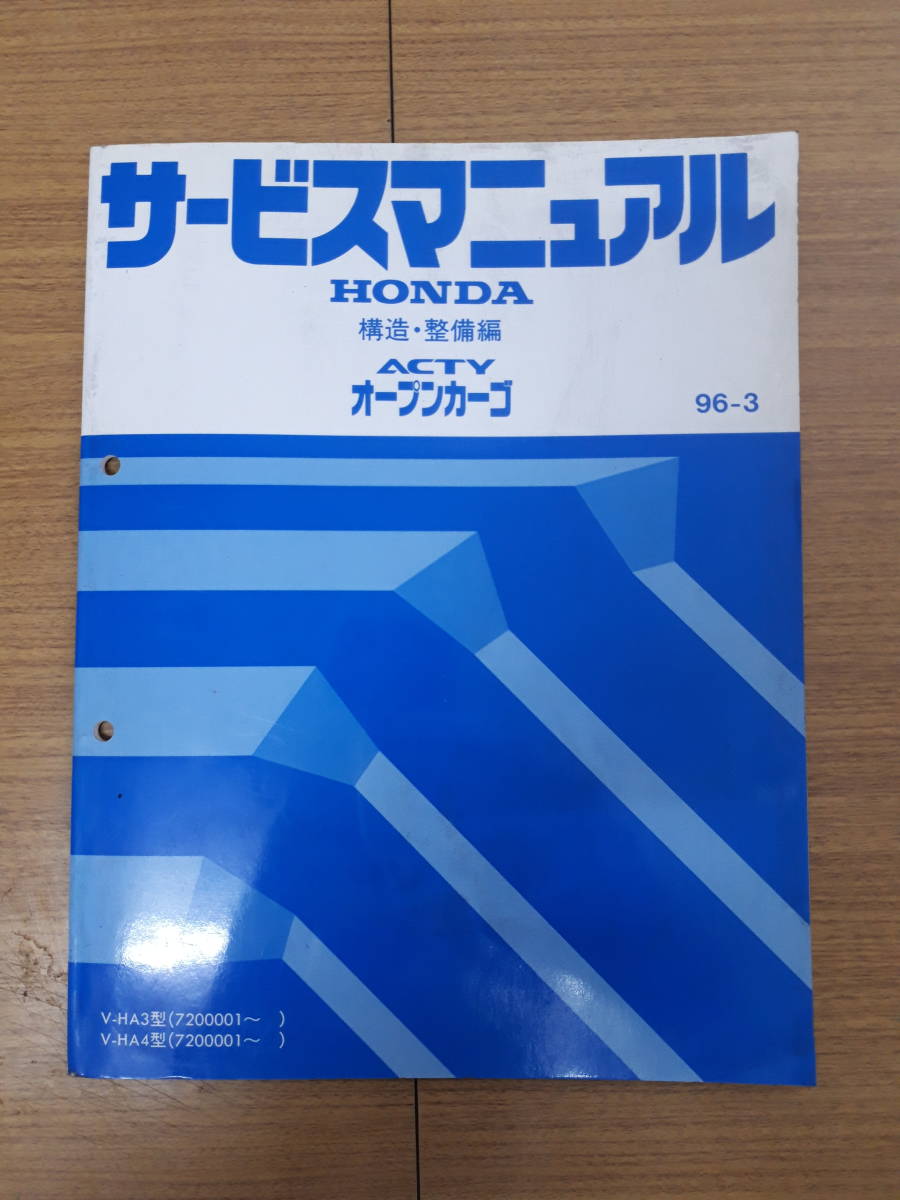 サービスマニュアル
HONDA
構造・整備編
ACTY
オープンカーゴ
96-3
V-HA3型(7200001～　)
V-HA4型(7200001～　)